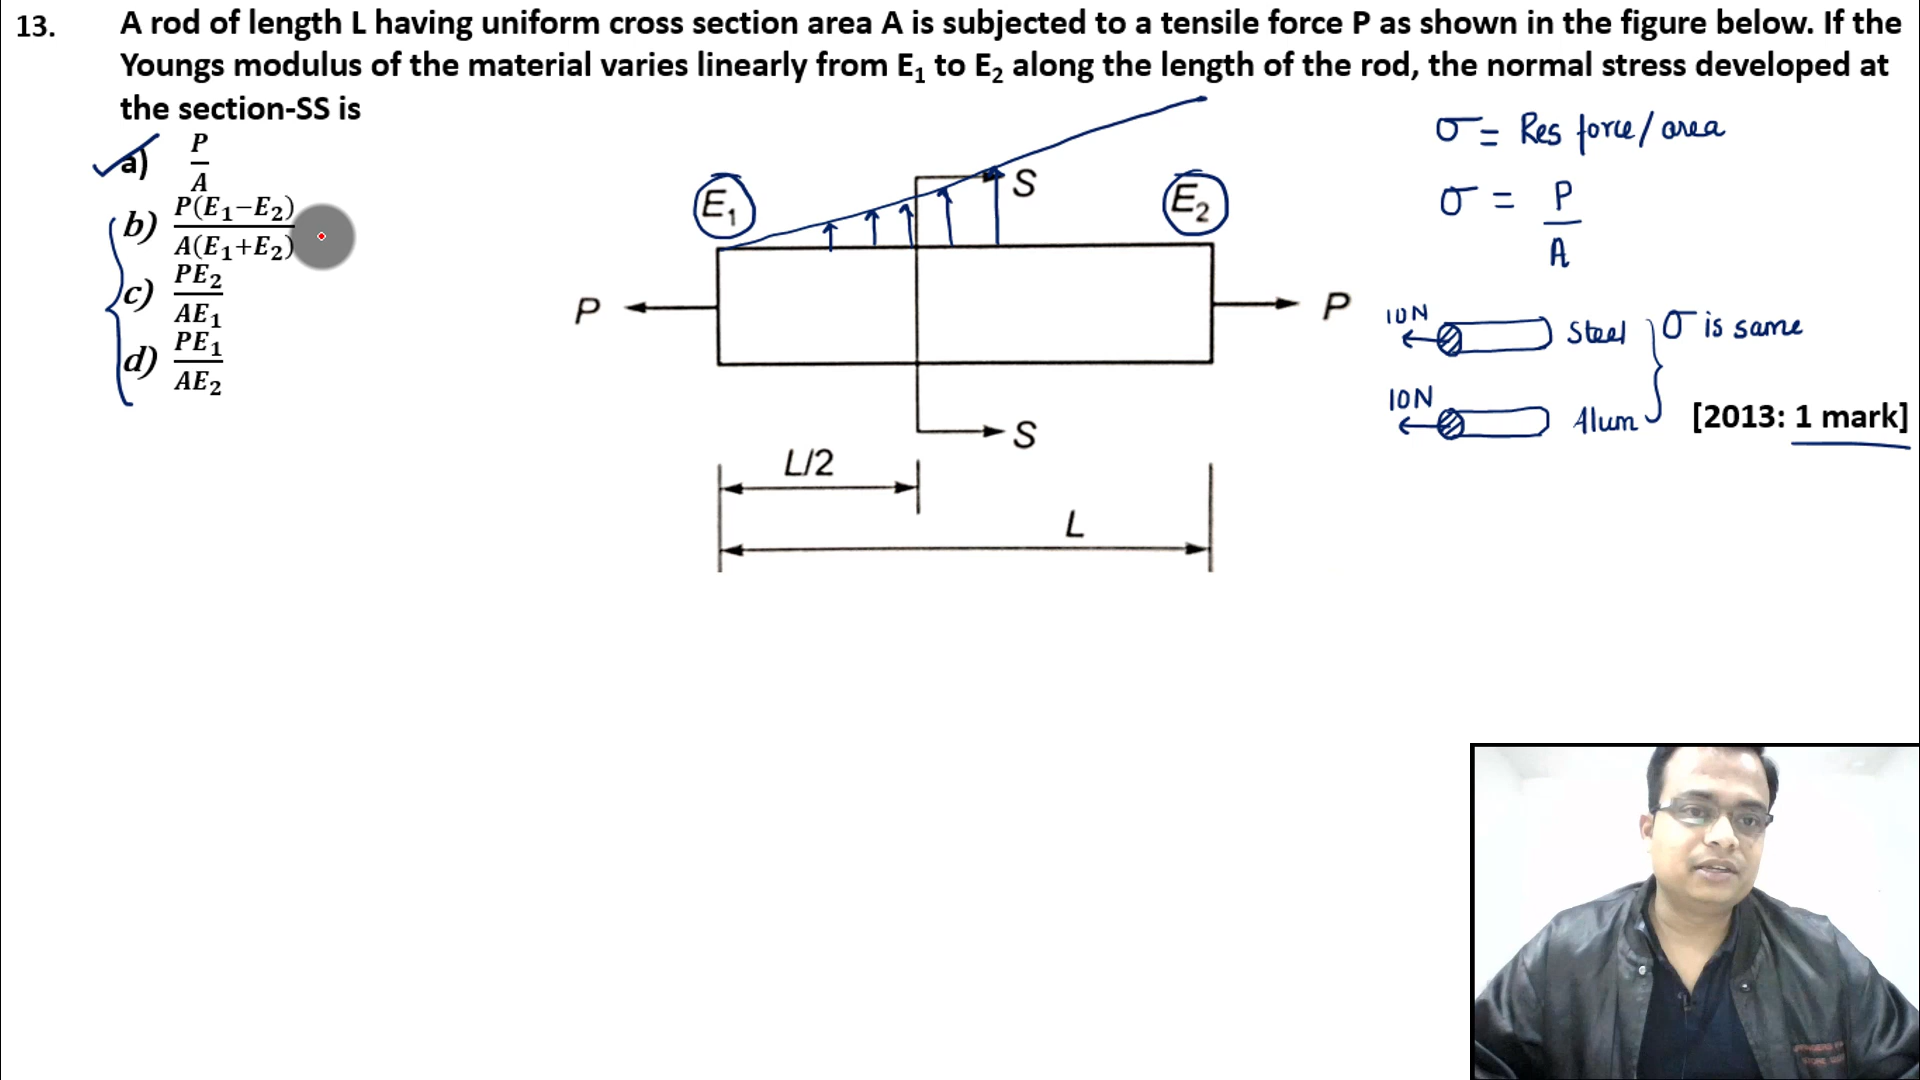 13. A rod of length L having uniform cross section area A is subjected to a tensile force P as shown in the figure below. If the
Youngs modulus of the material varies linearly from E₁ to E₂ along the length of the rod, the normal stress developed at
the section-SS is
a) P/A
b) P(E₁−E₂)/A(E₁+E₂)
c) PE₂/AE₁
d) PE₁/AE₂
E₁
S
E₂
P
P
S
L/2
L
σ = Res force/area
σ = P/A
10N Steel
σ is same
10N Alum
[2013: 1 mark]